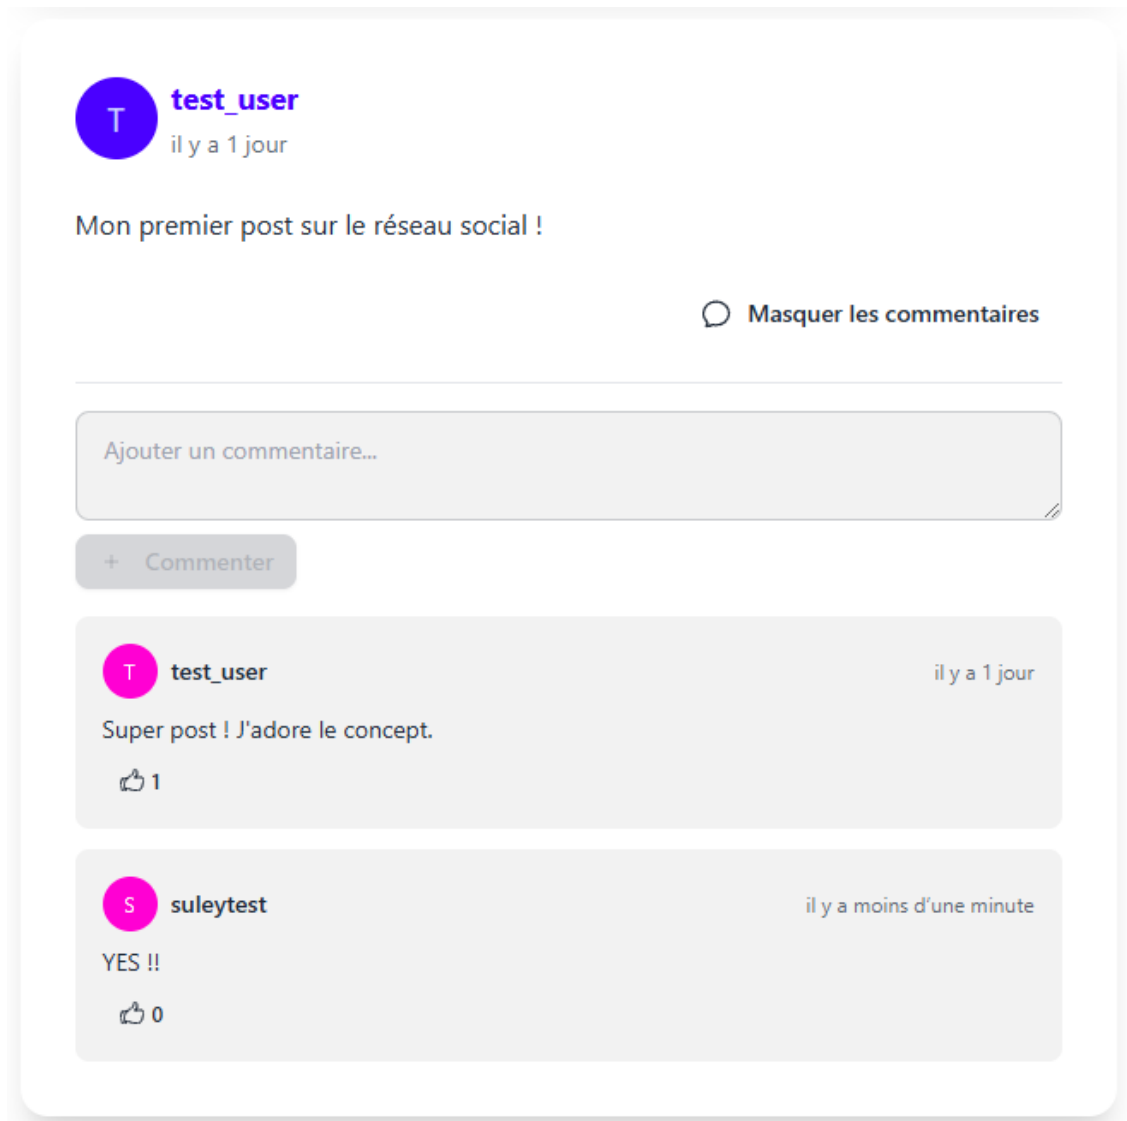 T
test_user
il y a 1 jour
Mon premier post sur le réseau social !
Masquer les commentaires
Ajouter un commentaire...
+ Commenter
T test_user il y a 1 jour
Super post ! J'adore le concept.
1
S suleytest il y a moins d’une minute
YES !!
0